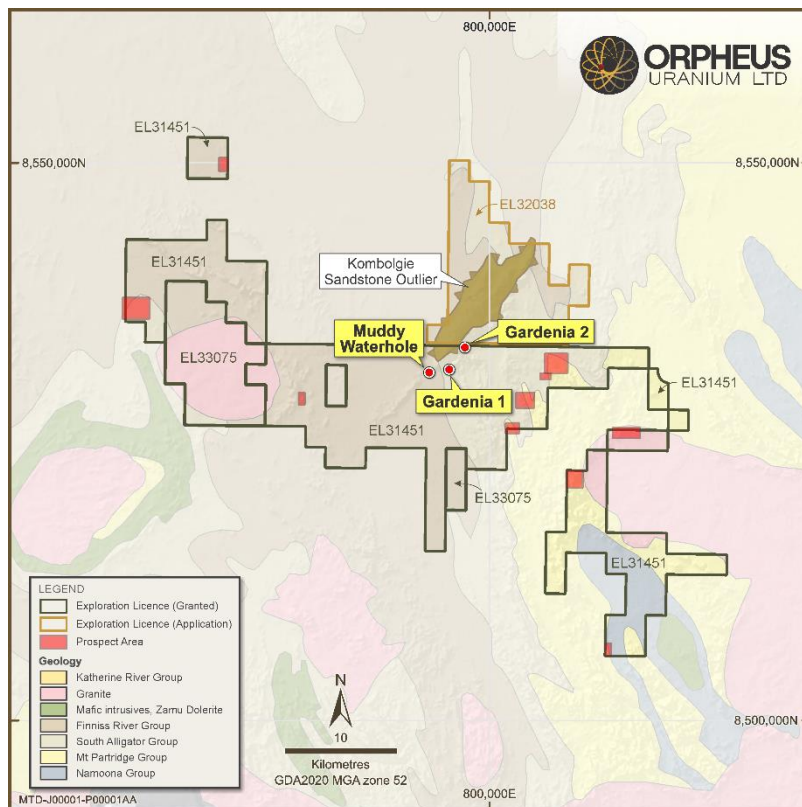 800,000E
ORPHEUS
URANIUM LTD
EL31451
8,550,000N
8,550,000N
EL32038
EL31451
Kombolgie
Sandstone Outlier
Muddy
Waterhole
Gardenia 2
EL33075
Gardenia 1
EL31451
EL31451
EL33075
EL31451
LEGEND
Exploration Licence (Granted)
Exploration Licence (Application)
Prospect Area
Geology
Katherine River Group
Granite
Mafic intrusives, Zamu Dolerite
Finniss River Group
South Alligator Group
Mt Partridge Group
Namoona Group
N
10
Kilometres
GDA2020 MGA zone 52
8,500,000N
MTD-J00001-P00001AA
800,000E